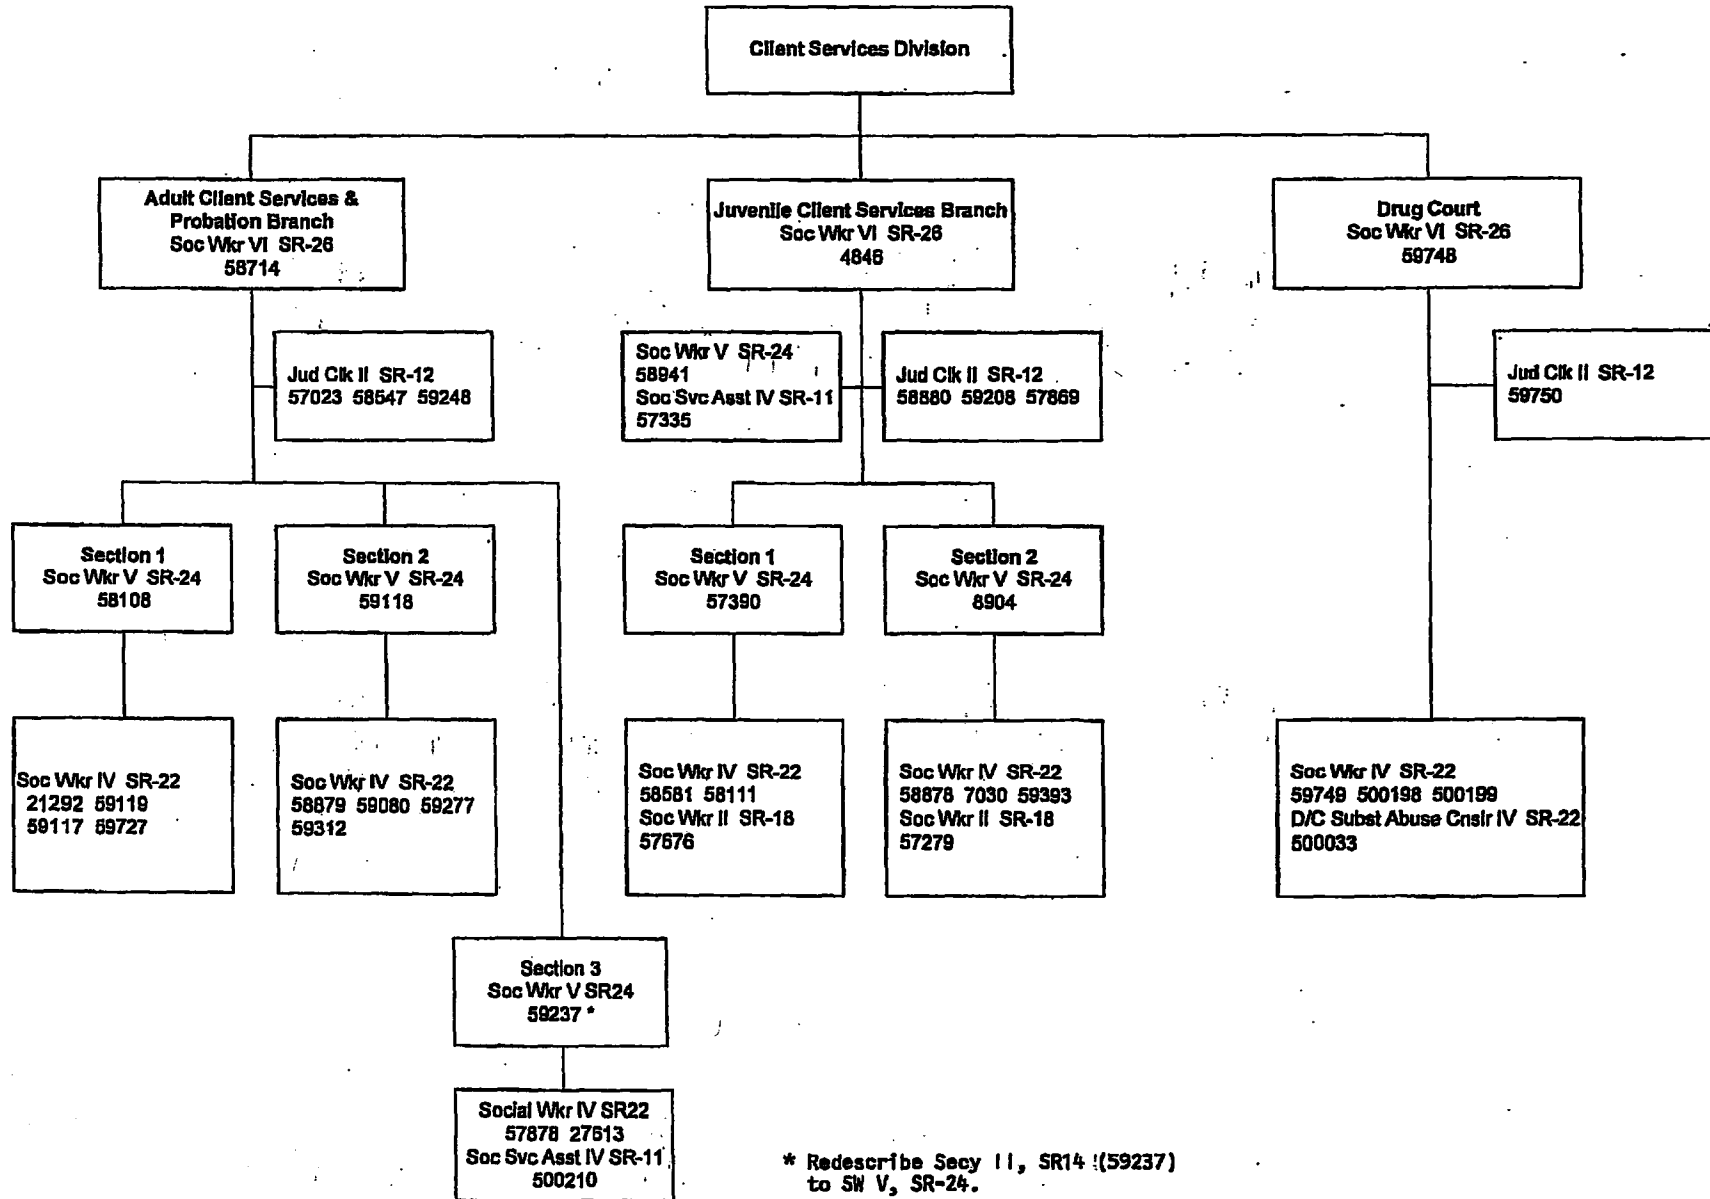 Client Services Division
Adult Client Services &
Probation Branch
Soc Wkr VI SR-26
58714
Juvenile Client Services Branch
Soc Wkr VI SR-26
4846
Drug Court
Soc Wkr VI SR-26
59748
Jud Clk II SR-12
57023 58547 59248
Soc Wkr V SR-24
58941
Soc Svc Asst IV SR-11
57335
Jud Clk II SR-12
58880 59208 57869
Jud Clk II SR-12
59750
Section 1
Soc Wkr V SR-24
58108
Section 2
Soc Wkr V SR-24
59118
Section 1
Soc Wkr V SR-24
57390
Section 2
Soc Wkr V SR-24
8904
Soc Wkr IV SR-22
21292 59119
59117 59727
Soc Wkr IV SR-22
58879 59080 59277
59312
Soc Wkr IV SR-22
58581 58111
Soc Wkr II SR-18
57676
Soc Wkr IV SR-22
58878 7030 59393
Soc Wkr II SR-18
57279
Soc Wkr IV SR-22
59749 500198 500199
D/C Subst Abuse Cnslr IV SR-22
500033
Section 3
Soc Wkr V SR24
59237 *
Social Wkr IV SR22
57878 27613
Soc Svc Asst IV SR-11
500210
* Redescribe Secy II, SR14 (59237)
to SW V, SR-24.